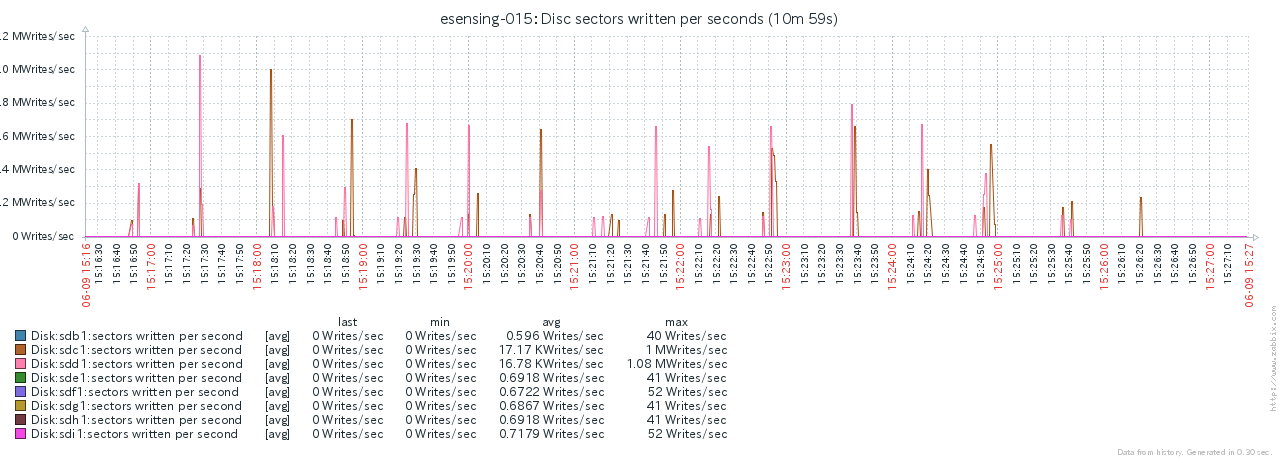 esensing-015: Disc sectors written per seconds (10m 59s)
.2 MWrites/sec
.0 MWrites/sec
.8 MWrites/sec
.6 MWrites/sec
.4 MWrites/sec
.2 MWrites/sec
0 Writes/sec
06-09 15:16 15:16:30 15:16:40 15:16:50 15:17:00 15:17:10 15:17:20 15:17:30 15:17:40 15:17:50 15:18:00 15:18:10 15:18:20 15:18:30 15:18:40 15:18:50 15:19:00 15:19:10 15:19:20 15:19:30 15:19:40 15:19:50 15:20:00 15:20:10 15:20:20 15:20:30 15:20:40 15:20:50 15:21:00 15:21:10 15:21:20 15:21:30 15:21:40 15:21:50 15:22:00 15:22:10 15:22:20 15:22:30 15:22:40 15:22:50 15:23:00 15:23:10 15:23:20 15:23:30 15:23:40 15:23:50 15:24:00 15:24:10 15:24:20 15:24:30 15:24:40 15:24:50 15:25:00 15:25:10 15:25:20 15:25:30 15:25:40 15:25:50 15:26:00 15:26:10 15:26:20 15:26:30 15:26:40 15:26:50 15:27:00 15:27:10 06-09 15:27
last min avg max
Disk:sdb1:sectors written per second [avg] 0 Writes/sec 0 Writes/sec 0.596 Writes/sec 40 Writes/sec
Disk:sdc1:sectors written per second [avg] 0 Writes/sec 0 Writes/sec 17.17 KWrites/sec 1 MWrites/sec
Disk:sdd1:sectors written per second [avg] 0 Writes/sec 0 Writes/sec 16.78 KWrites/sec 1.08 MWrites/sec
Disk:sde1:sectors written per second [avg] 0 Writes/sec 0 Writes/sec 0.6918 Writes/sec 41 Writes/sec
Disk:sdf1:sectors written per second [avg] 0 Writes/sec 0 Writes/sec 0.6722 Writes/sec 52 Writes/sec
Disk:sdg1:sectors written per second [avg] 0 Writes/sec 0 Writes/sec 0.6867 Writes/sec 41 Writes/sec
Disk:sdh1:sectors written per second [avg] 0 Writes/sec 0 Writes/sec 0.6918 Writes/sec 41 Writes/sec
Disk:sdi1:sectors written per second [avg] 0 Writes/sec 0 Writes/sec 0.7179 Writes/sec 52 Writes/sec
http://www.zabbix.com
Data from history. Generated in 0.30 sec.